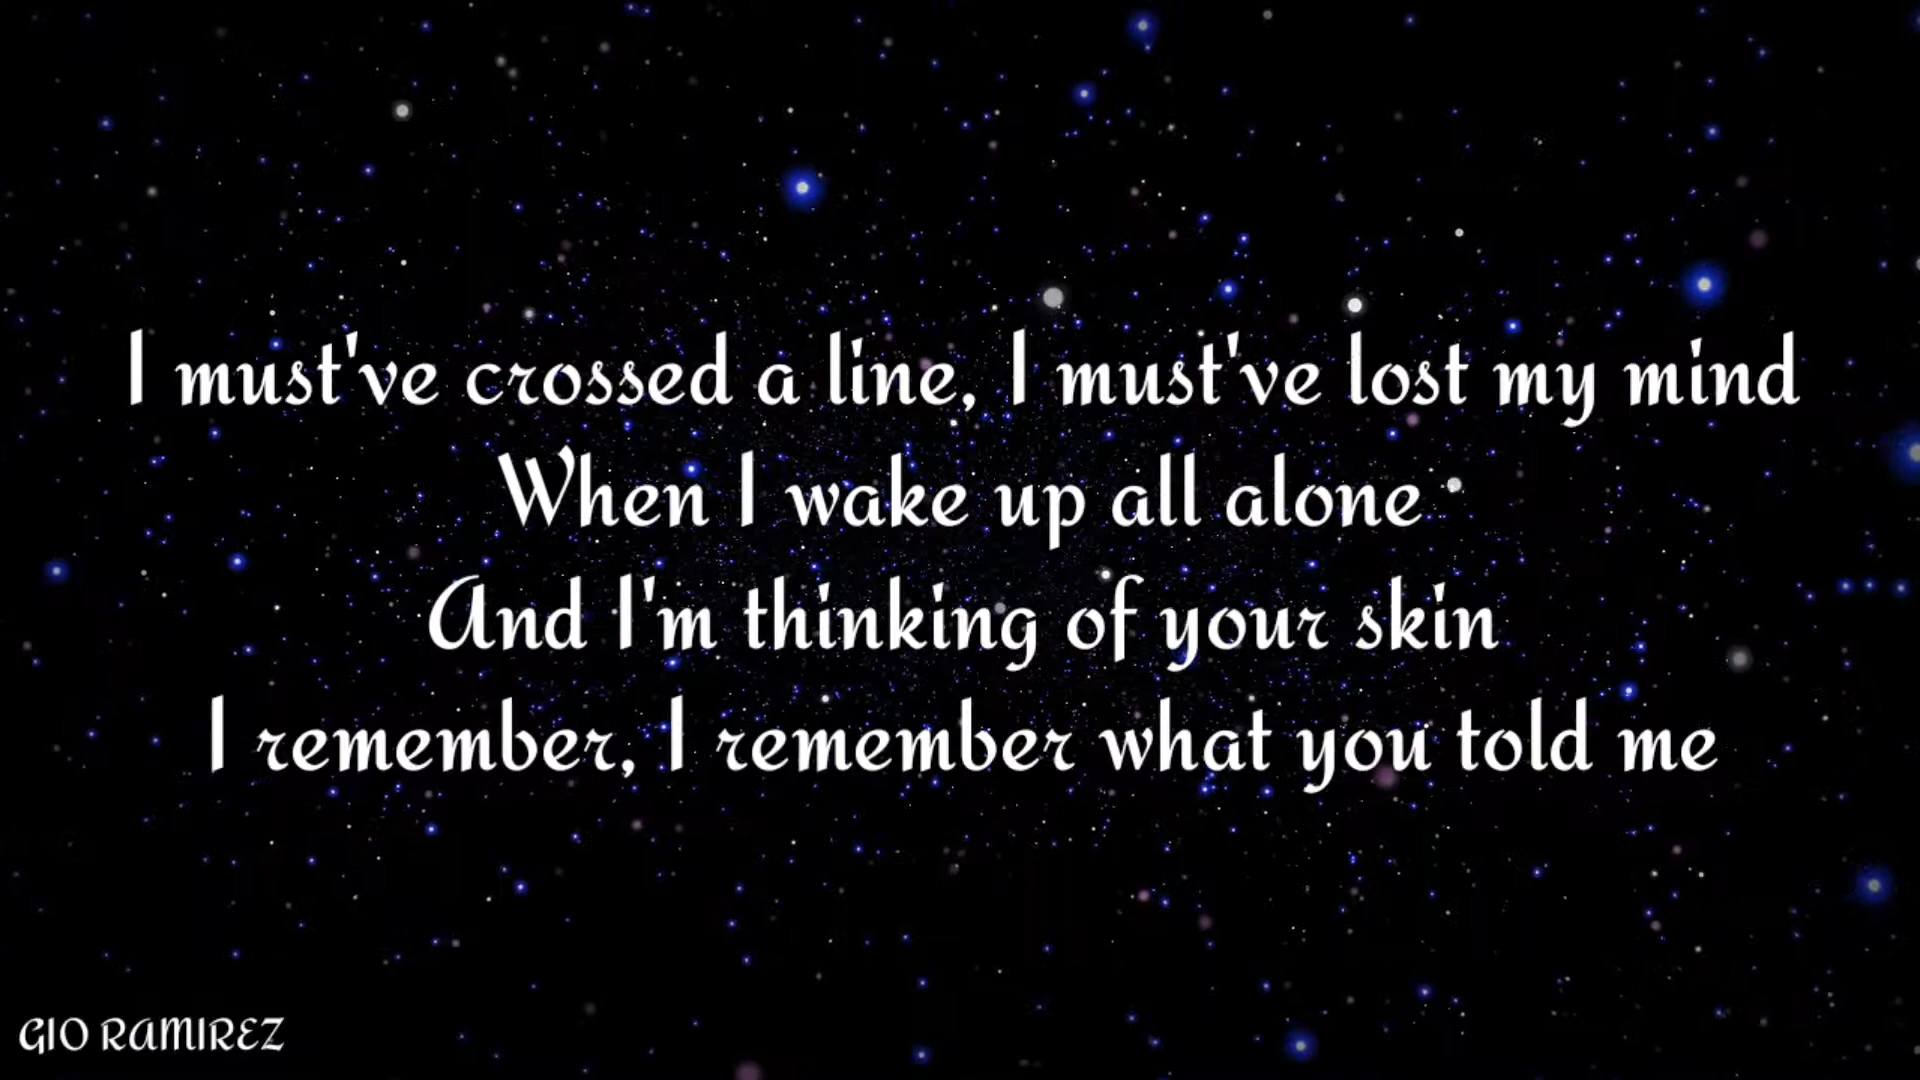 I must've crossed a line, I must've lost my mind
When I wake up all alone
And I'm thinking of your skin
I remember, I remember what you told me
GIO RAMIREZ